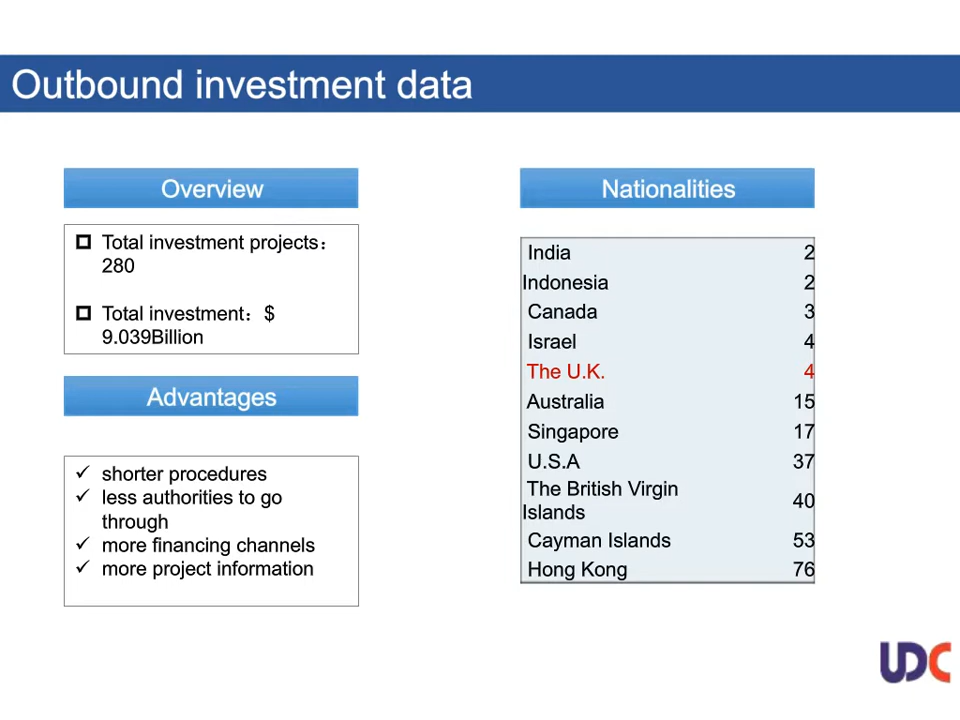 Outbound investment data
Overview
Total investment projects：
280
Total investment：$
9.039Billion
Advantages
shorter procedures
less authorities to go
through
more financing channels
more project information
Nationalities
India 2
Indonesia 2
Canada 3
Israel 4
The U.K. 4
Australia 15
Singapore 17
U.S.A 37
The British Virgin
Islands 40
Cayman Islands 53
Hong Kong 76
UDC